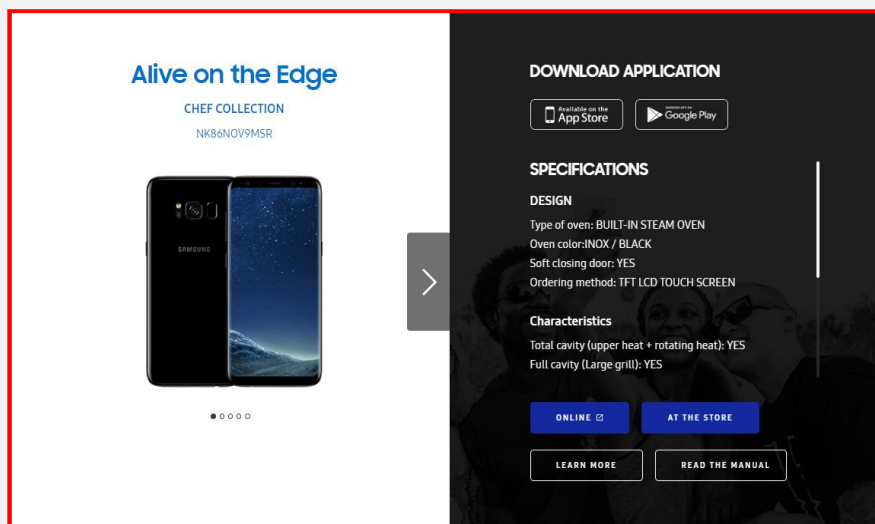 Alive on the Edge
CHEF COLLECTION
NK86NOV9MSR
SAMSUNG
DOWNLOAD APPLICATION
Available on the
App Store
ANDROID APP ON
Google Play
SPECIFICATIONS
DESIGN
Type of oven: BUILT-IN STEAM OVEN
Oven color:INOX / BLACK
Soft closing door: YES
Ordering method: TFT LCD TOUCH SCREEN
Characteristics
Total cavity (upper heat + rotating heat): YES
Full cavity (Large grill): YES
ONLINE
AT THE STORE
LEARN MORE
READ THE MANUAL